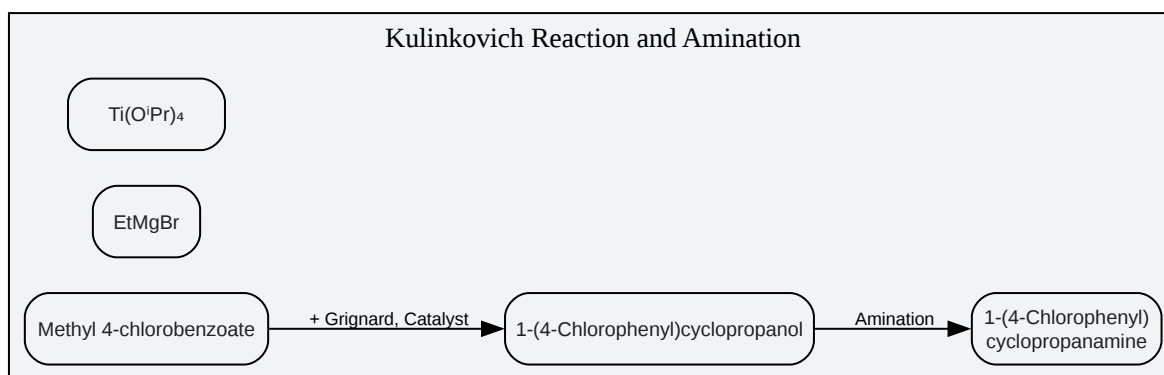 Kulinkovich Reaction and Amination
Ti(OⁱPr)₄
EtMgBr
Methyl 4-chlorobenzoate
+ Grignard, Catalyst
1-(4-Chlorophenyl)cyclopropanol
Amination
1-(4-Chlorophenyl)
cyclopropanamine